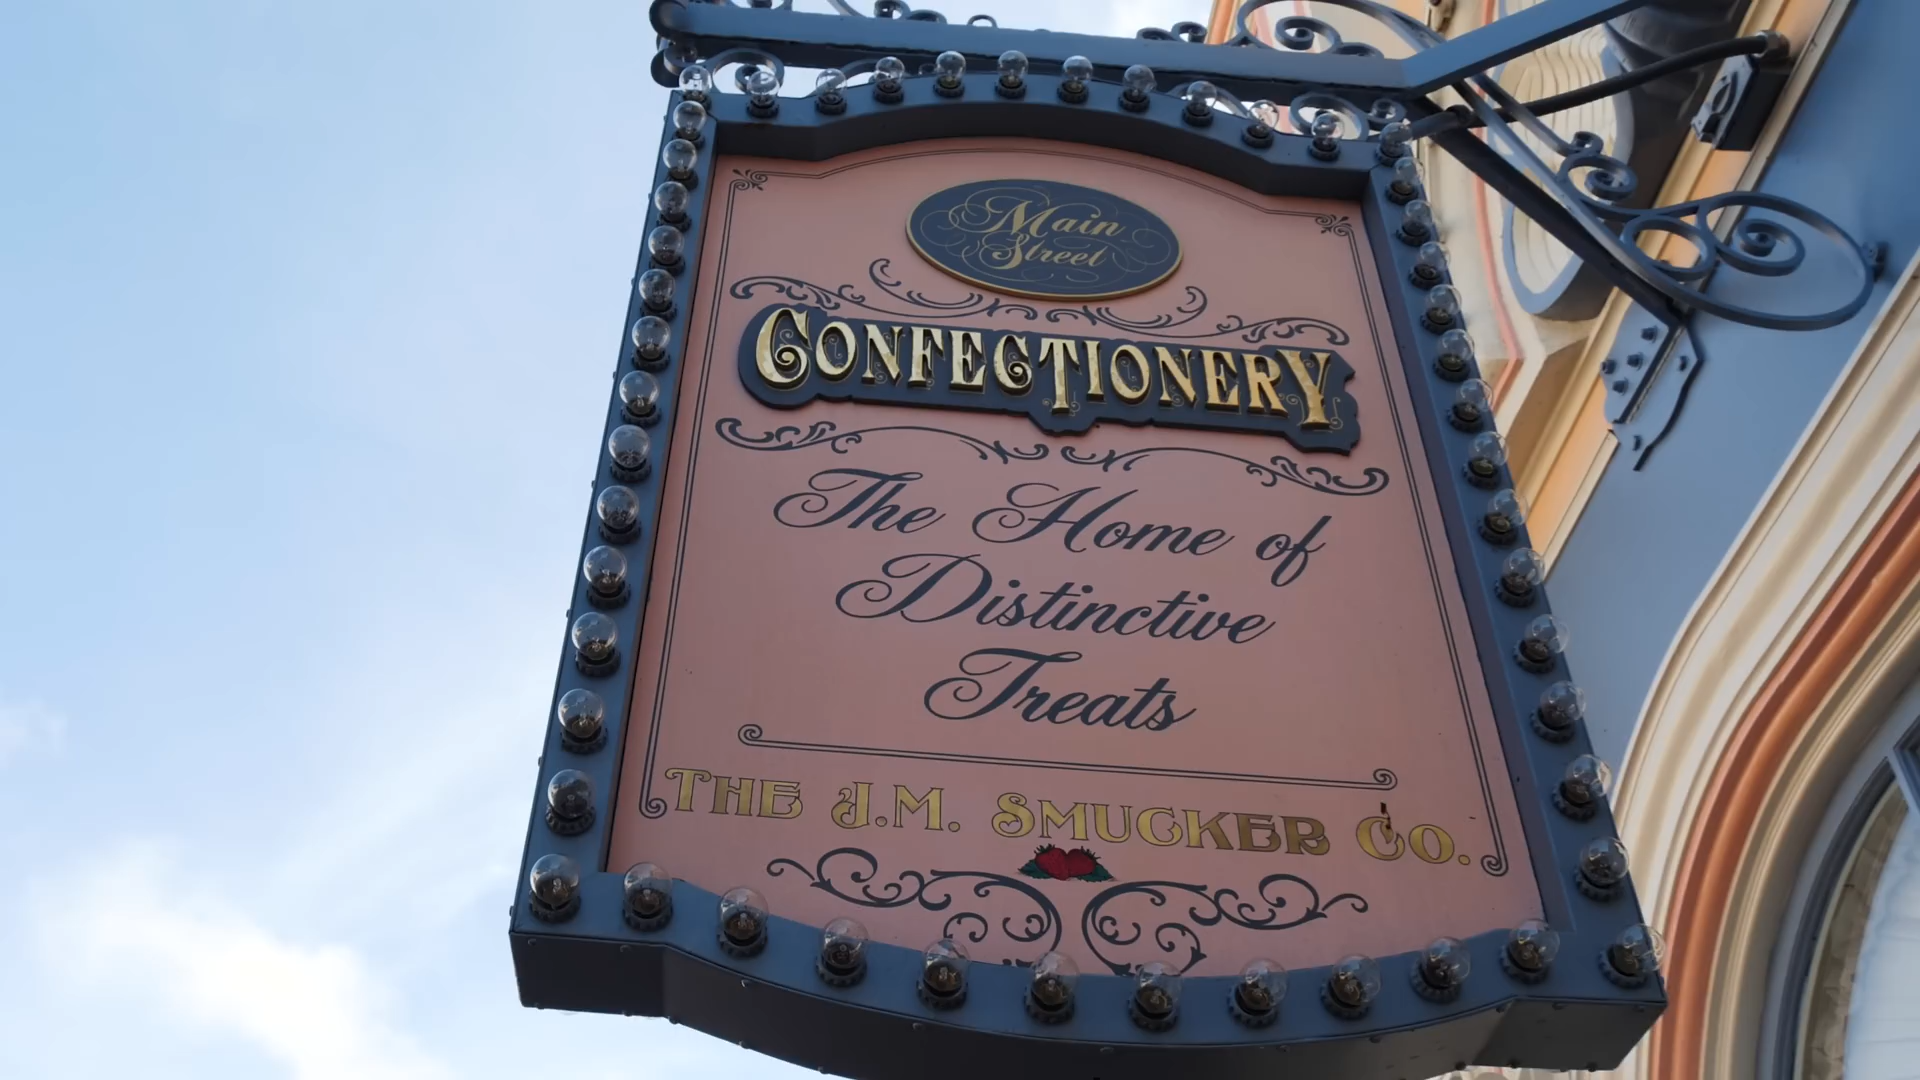 Main
Street
CONFECTIONERY
The Home of
Distinctive
Treats
THE J.M. SMUCKER CO.